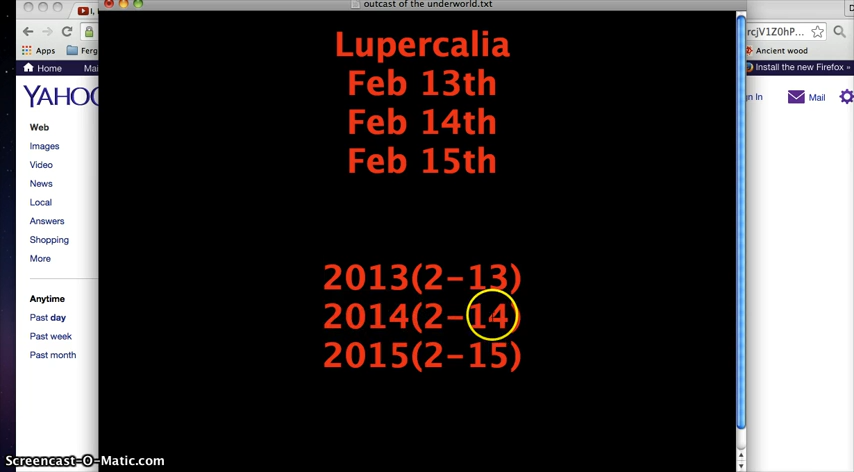 outcast of the underworld.txt
Lupercalia
Feb 13th
Feb 14th
Feb 15th
2013(2-13)
2014(2-14)
2015(2-15)
Apps
Ferg
Home
Mai
YAHOO
Web
Images
Video
News
Local
Answers
Shopping
More
Anytime
Past day
Past week
Past month
rcjV1Z0hP...
Ancient wood
Install the new Firefox »
n In
Mail
Screencast-O-Matic.com